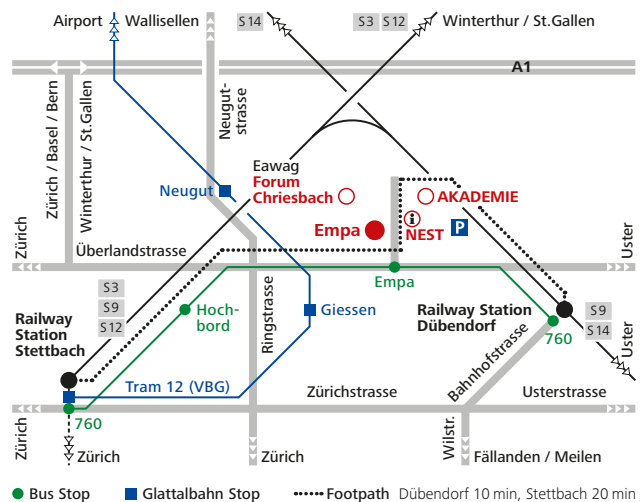 Airport
Wallisellen
S14
S3
S12
Winterthur / St.Gallen
A1
Zürich / Basel / Bern
Winterthur / St.Gallen
Neugut-
strasse
Eawag
Forum
Chriesbach
AKADEMIE
Neugut
Empa
i
NEST
P
Zürich
Überlandstrasse
Uster
Empa
S3
S9
S12
Hoch-
bord
Ringstrasse
Giessen
Railway Station
Dübendorf
S9
S14
Railway
Station
Stettbach
760
Bahnhofstrasse
Uster
Tram 12 (VBG)
Zürichstrasse
Usterstrasse
760
Zürich
Zürich
Zürich
Wilstr.
Fällanden / Meilen
Bus Stop
Glattalbahn Stop
Footpath Dübendorf 10 min, Stettbach 20 min